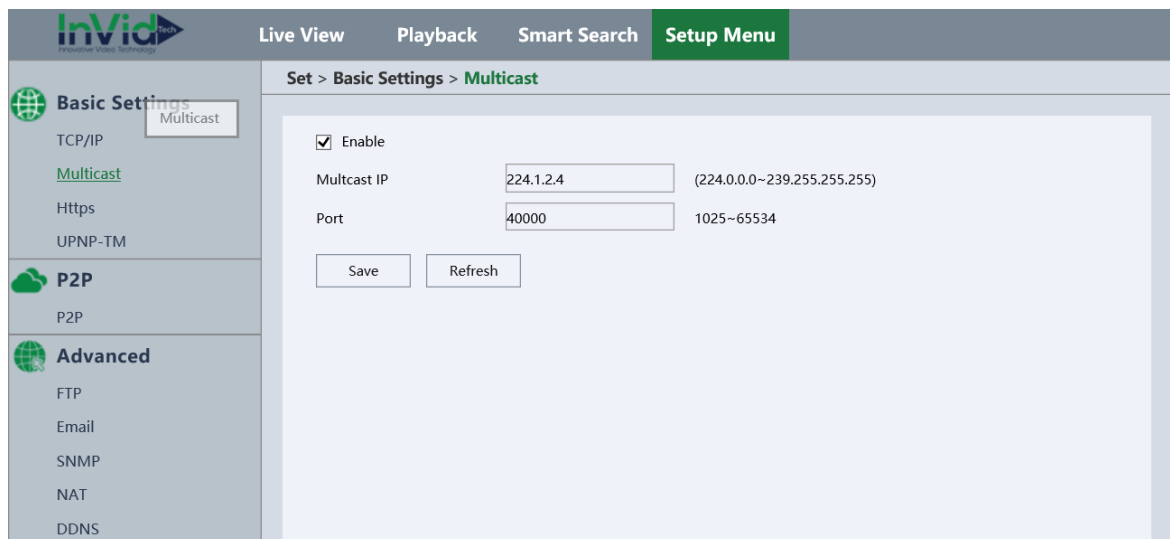 InVid Tech
Innovative Video Technology
Live View Playback Smart Search Setup Menu
Set > Basic Settings > Multicast
Basic Settings
Multicast
TCP/IP
Multicast
Https
UPNP-TM
P2P
P2P
Advanced
FTP
Email
SNMP
NAT
DDNS
Enable
Multcast IP 224.1.2.4 (224.0.0.0~239.255.255.255)
Port 40000 1025~65534
Save Refresh